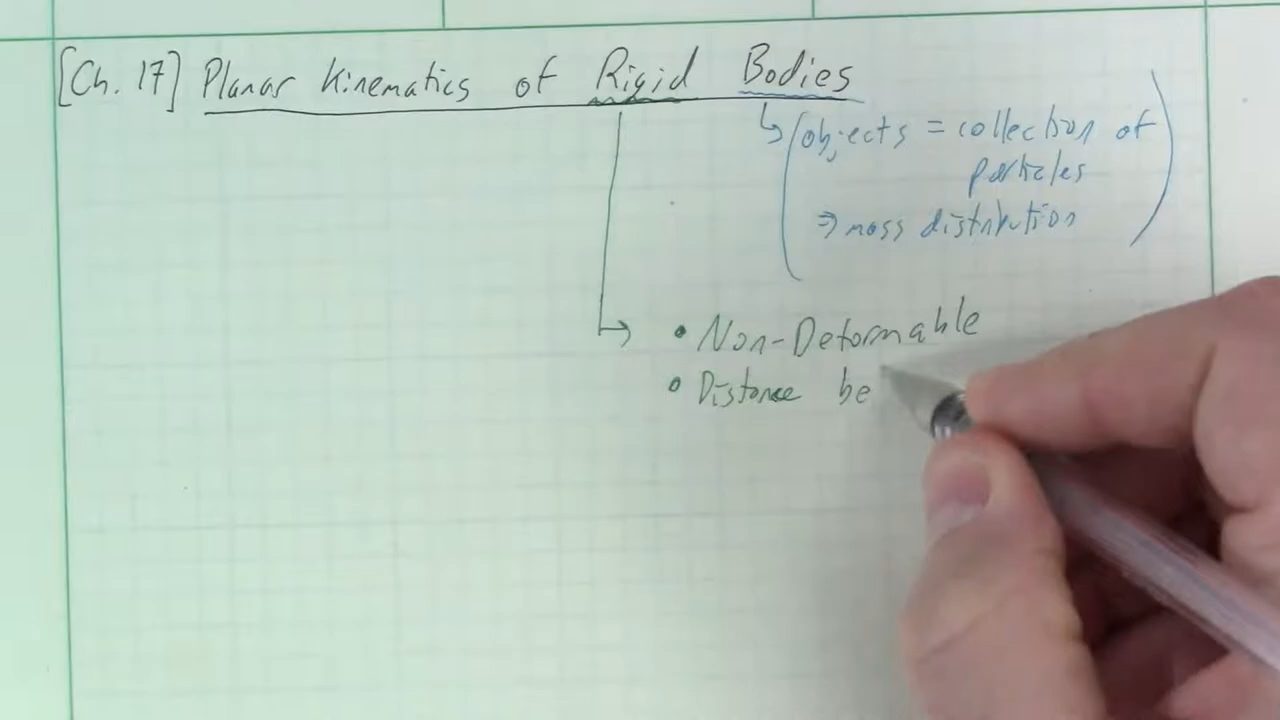 [Ch. 17] Planar Kinematics of Rigid Bodies
↳ (objects = collection of
particles
⇒ mass distribution)
• Non-Deformable
• Distance be